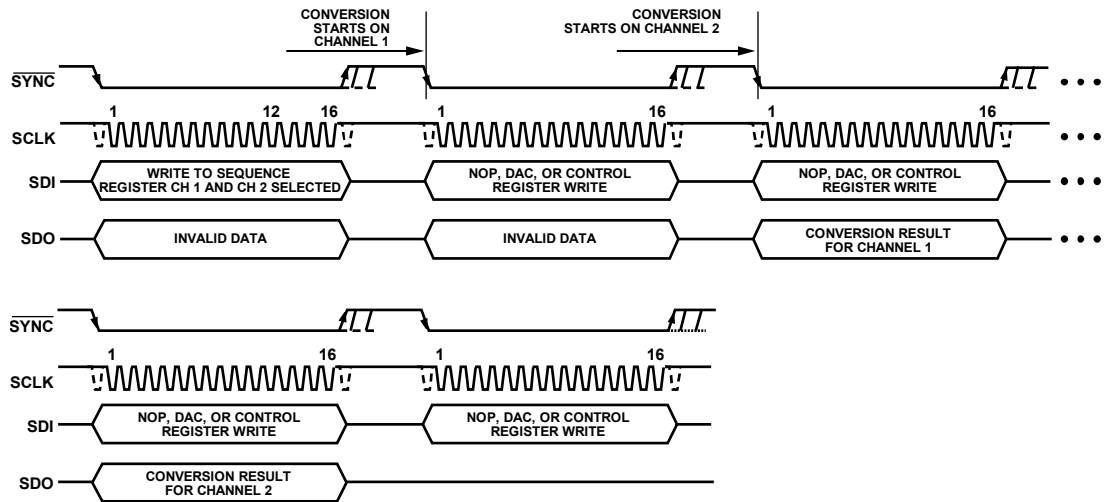 CONVERSION
STARTS ON
CHANNEL 1
CONVERSION
STARTS ON CHANNEL 2
SYNC
1
12
16
1
16
1
16
SCLK
SDI
WRITE TO SEQUENCE
REGISTER CH 1 AND CH 2 SELECTED
NOP, DAC, OR CONTROL
REGISTER WRITE
NOP, DAC, OR CONTROL
REGISTER WRITE
SDO
INVALID DATA
INVALID DATA
CONVERSION RESULT
FOR CHANNEL 1
SYNC
1
16
1
16
SCLK
SDI
NOP, DAC, OR CONTROL
REGISTER WRITE
NOP, DAC, OR CONTROL
REGISTER WRITE
SDO
CONVERSION RESULT
FOR CHANNEL 2